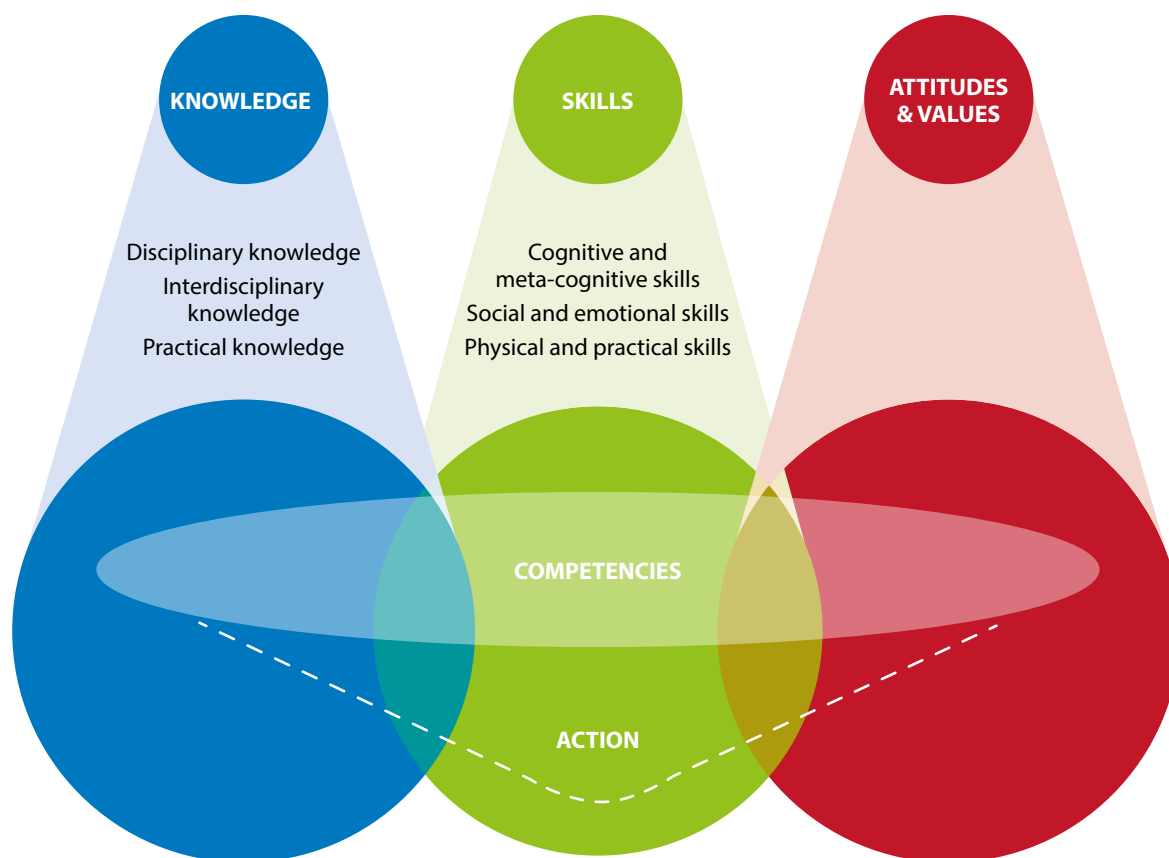 KNOWLEDGE
SKILLS
ATTITUDES
& VALUES
Disciplinary knowledge
Interdisciplinary
knowledge
Practical knowledge
Cognitive and
meta-cognitive skills
Social and emotional skills
Physical and practical skills
COMPETENCIES
ACTION